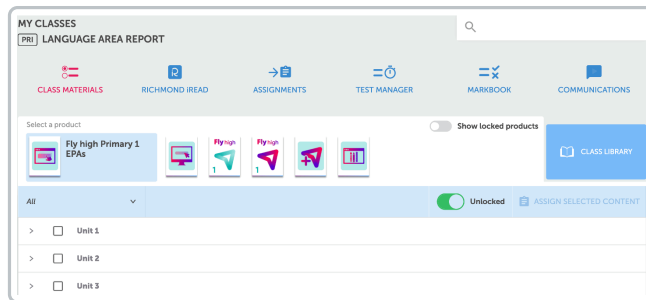 MY CLASSES
PRI LANGUAGE AREA REPORT
CLASS MATERIALS
RICHMOND IREAD
ASSIGNMENTS
TEST MANAGER
MARKBOOK
COMMUNICATIONS
Select a product
Show locked products
Fly high Primary 1
EPAs
Fly high
1
Fly high
1
CLASS LIBRARY
All
Unlocked
ASSIGN SELECTED CONTENT
Unit 1
Unit 2
Unit 3